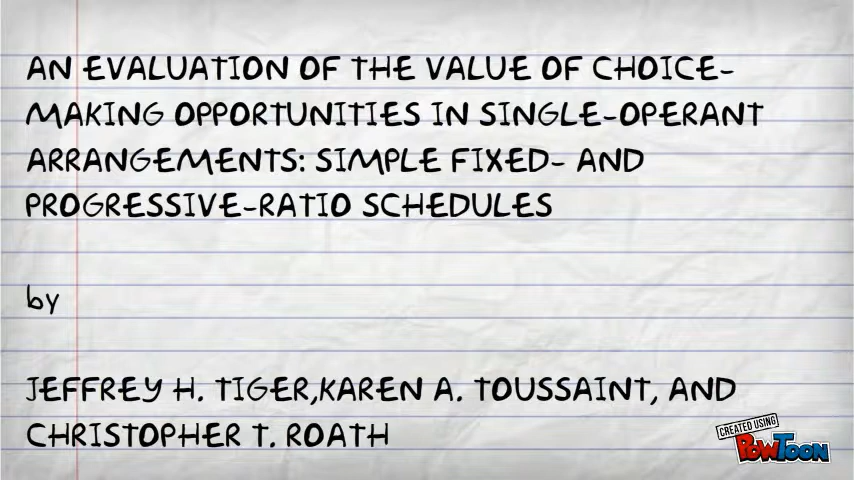 AN EVALUATION OF THE VALUE OF CHOICE-
MAKING OPPORTUNITIES IN SINGLE-OPERANT
ARRANGEMENTS: SIMPLE FIXED- AND
PROGRESSIVE-RATIO SCHEDULES
by
JEFFREY H. TIGER,KAREN A. TOUSSAINT, AND
CHRISTOPHER T. ROATH
CREATED USING
POWTOON